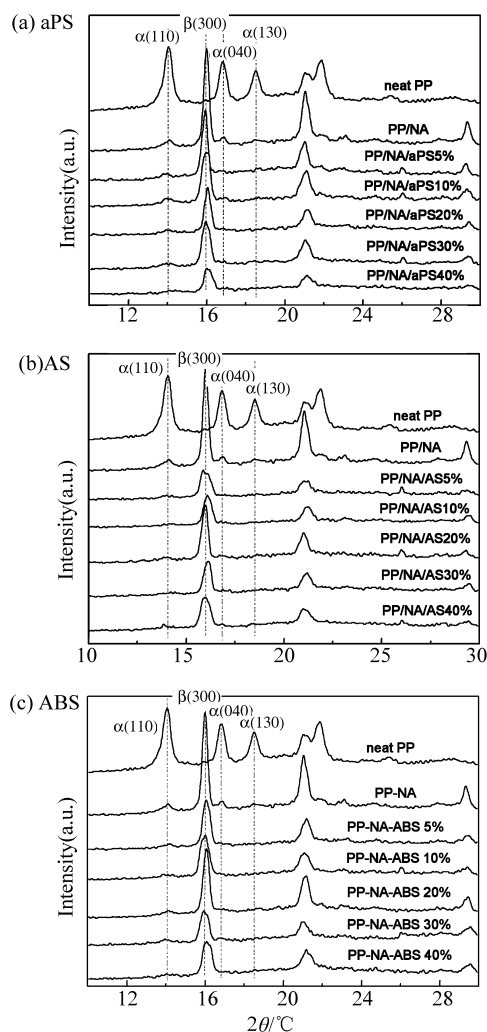 (a) aPS
β(300)
α(110)
α(040)
α(130)
neat PP
PP/NA
PP/NA/aPS5%
PP/NA/aPS10%
PP/NA/aPS20%
PP/NA/aPS30%
PP/NA/aPS40%
Intensity(a.u.)
12 16 20 24 28
(b)AS
β(300)
α(110)
α(040)
α(130)
neat PP
PP/NA
PP/NA/AS5%
PP/NA/AS10%
PP/NA/AS20%
PP/NA/AS30%
PP/NA/AS40%
Intensity(a.u.)
10 15 20 25 30
(c) ABS
β(300)
α(110)
α(040)
α(130)
neat PP
PP-NA
PP-NA-ABS 5%
PP-NA-ABS 10%
PP-NA-ABS 20%
PP-NA-ABS 30%
PP-NA-ABS 40%
Intensity(a.u.)
12 16 20 24 28
2θ/℃